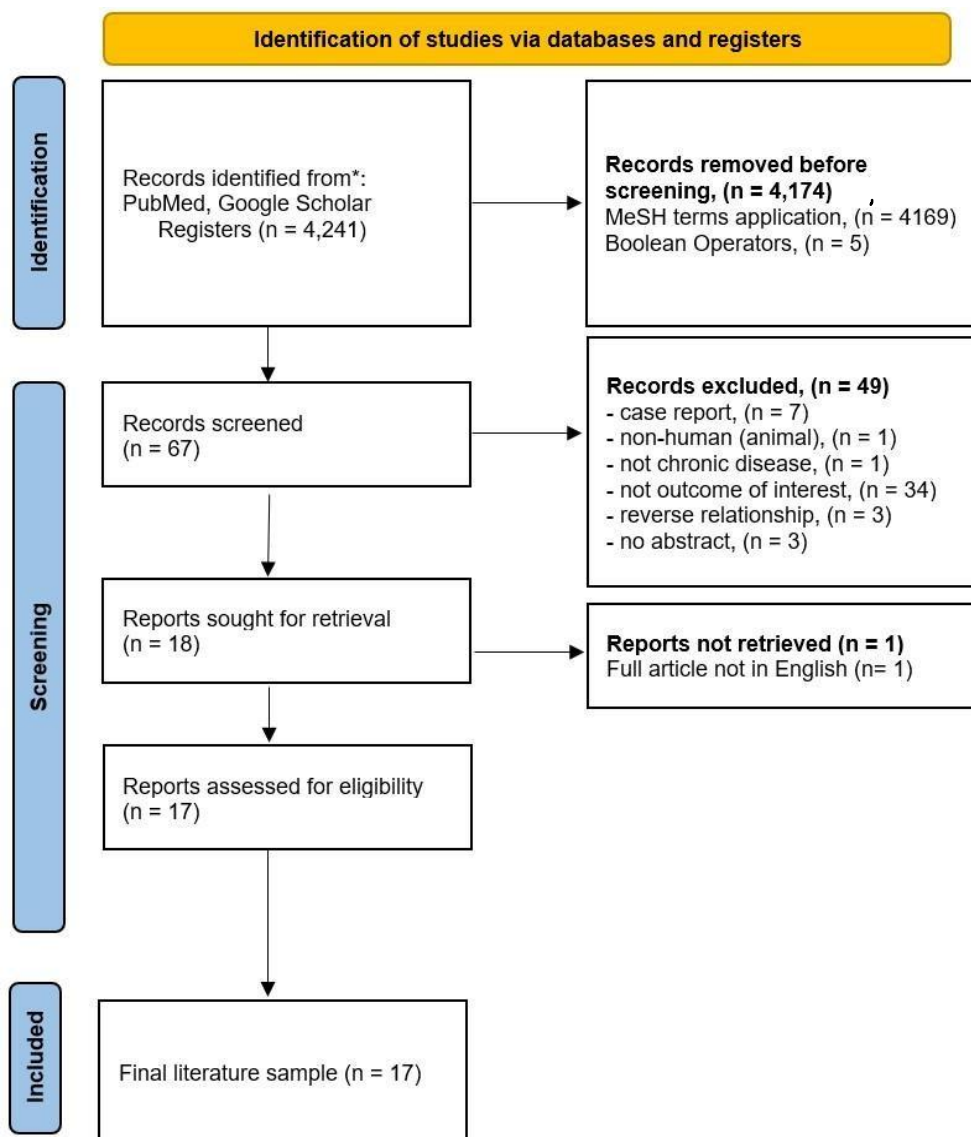 Identification of studies via databases and registers
Identification
Records identified from*:
PubMed, Google Scholar
Registers (n = 4,241)
Records removed before
screening, (n = 4,174)
MeSH terms application, (n = 4169)
Boolean Operators, (n = 5)
Screening
Records screened
(n = 67)
Records excluded, (n = 49)
- case report, (n = 7)
- non-human (animal), (n = 1)
- not chronic disease, (n = 1)
- not outcome of interest, (n = 34)
- reverse relationship, (n = 3)
- no abstract, (n = 3)
Reports sought for retrieval
(n = 18)
Reports not retrieved (n = 1)
Full article not in English (n= 1)
Reports assessed for eligibility
(n = 17)
Included
Final literature sample (n = 17)